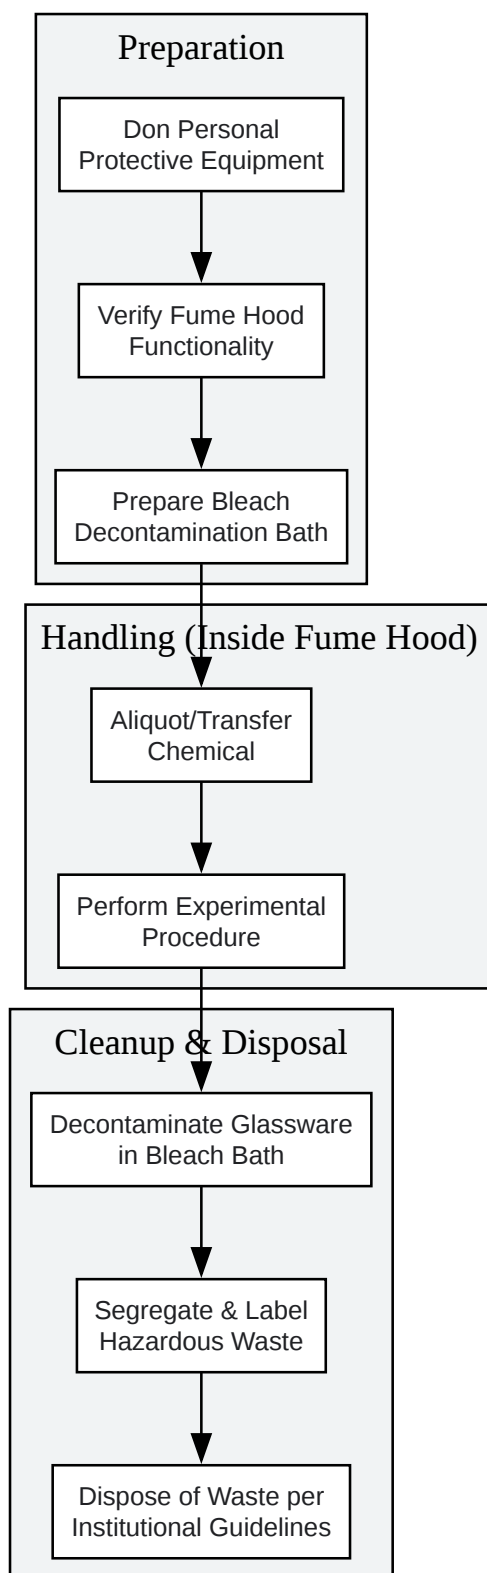 Preparation
Don Personal
Protective Equipment
Verify Fume Hood
Functionality
Prepare Bleach
Decontamination Bath
Handling (Inside Fume Hood)
Aliquot/Transfer
Chemical
Perform Experimental
Procedure
Cleanup & Disposal
Decontaminate Glassware
in Bleach Bath
Segregate & Label
Hazardous Waste
Dispose of Waste per
Institutional Guidelines